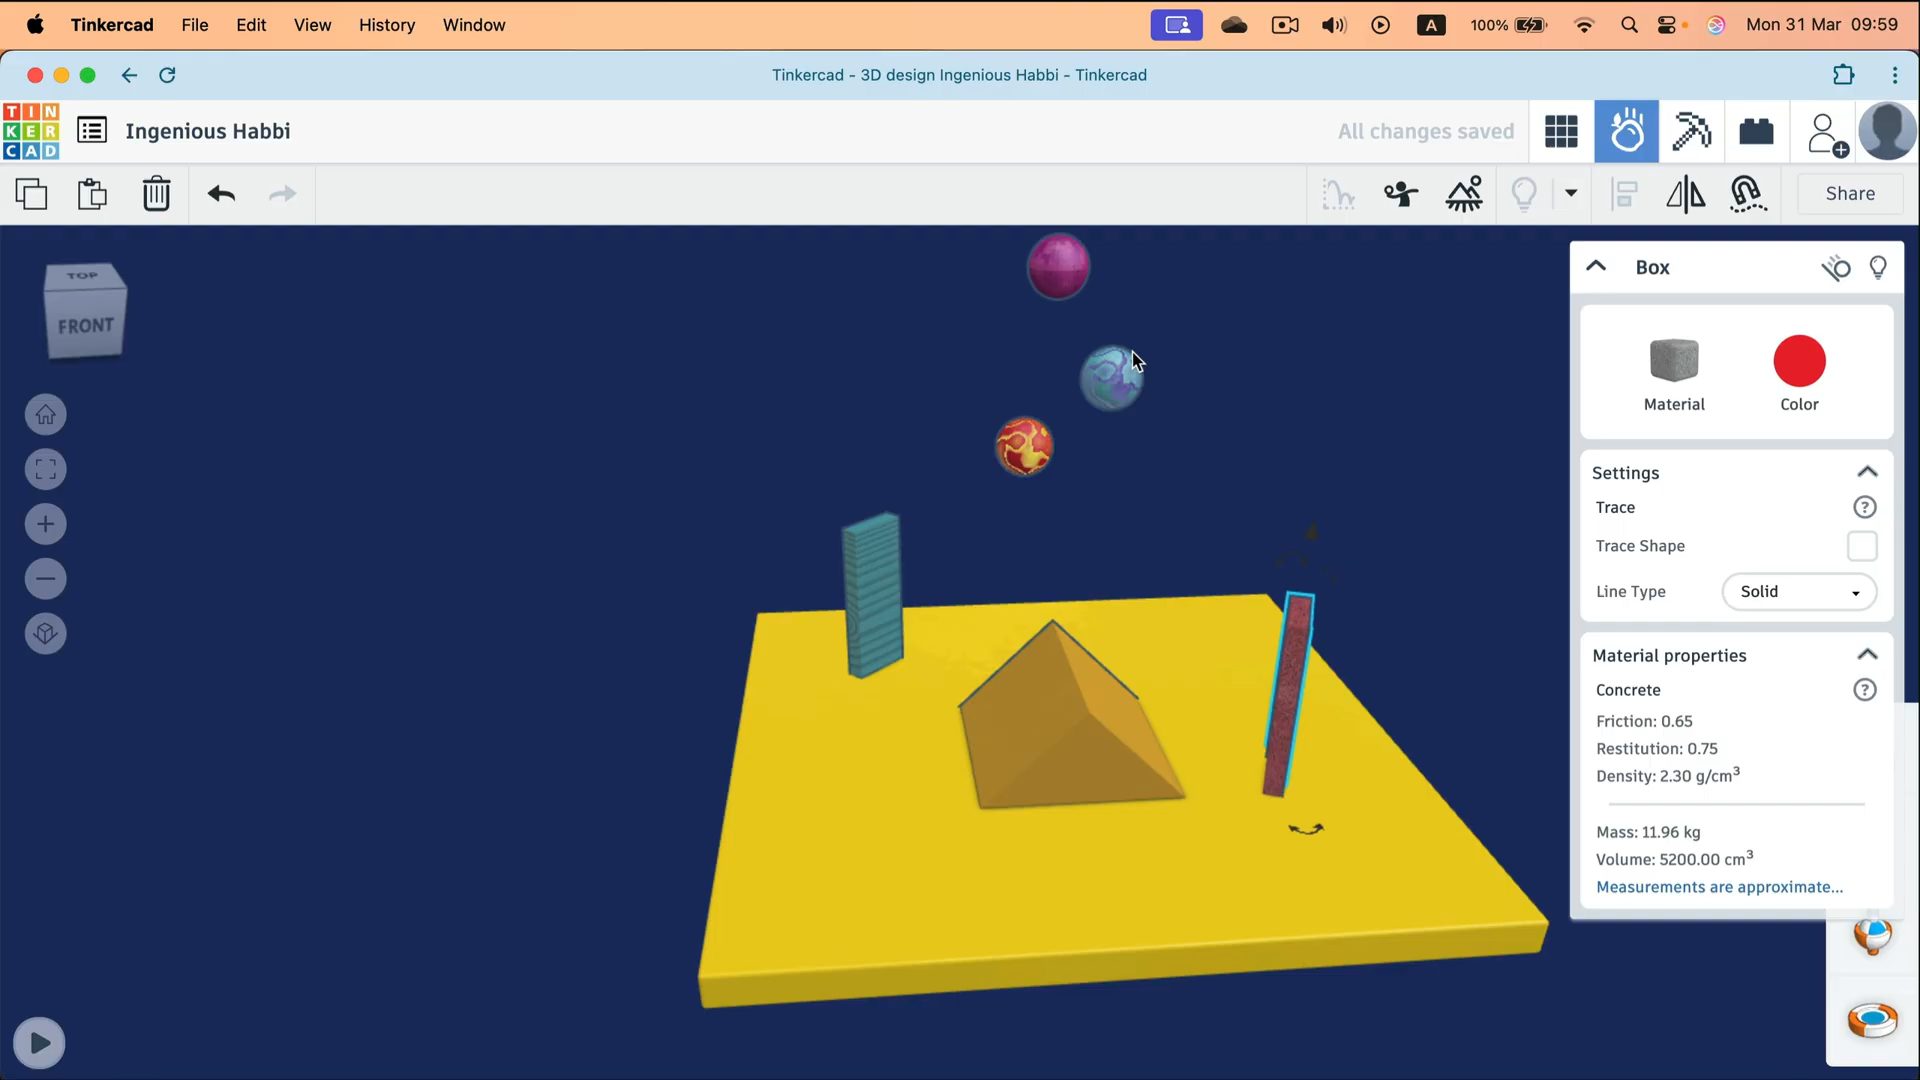 Tinkercad File Edit View History Window A 100% Mon 31 Mar 09:59
Tinkercad - 3D design Ingenious Habbi - Tinkercad
TIN
KER
CAD
Ingenious Habbi
All changes saved
Share
TOP
FRONT
Box
Material
Color
Settings
Trace
Trace Shape
Line Type
Solid
Material properties
Concrete
Friction: 0.65
Restitution: 0.75
Density: 2.30 g/cm³
Mass: 11.96 kg
Volume: 5200.00 cm³
Measurements are approximate...